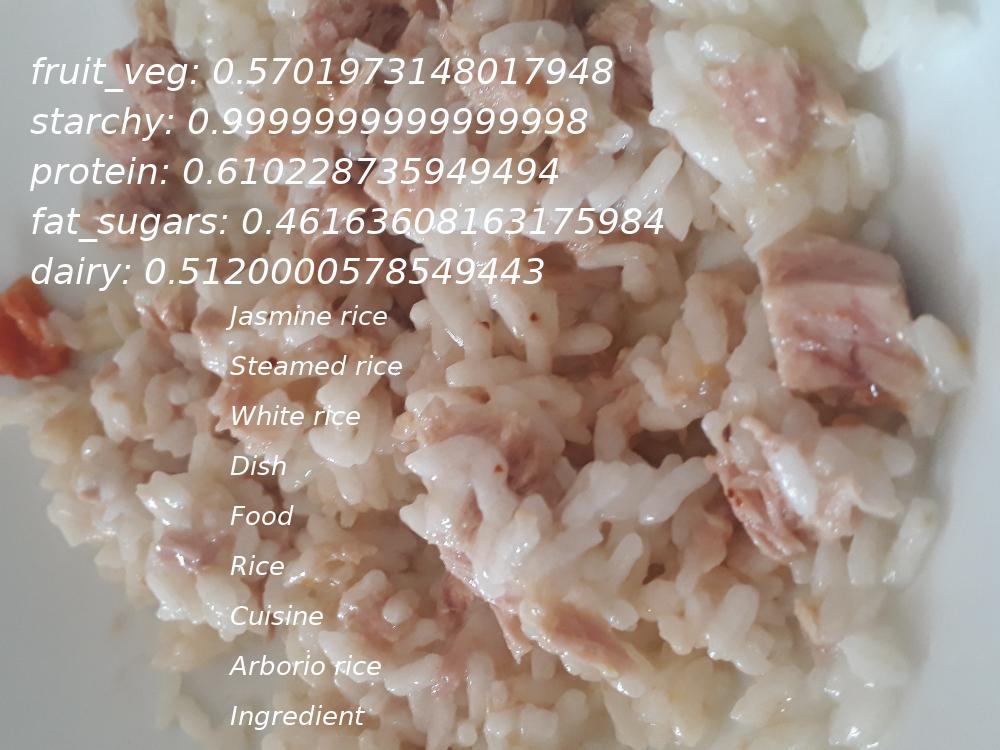 fruit_veg: 0.5701973148017948
starchy: 0.9999999999999998
protein: 0.610228735949494
fat_sugars: 0.46163608163175984
dairy: 0.5120000578549443
Jasmine rice
Steamed rice
White rice
Dish
Food
Rice
Cuisine
Arborio rice
Ingredient